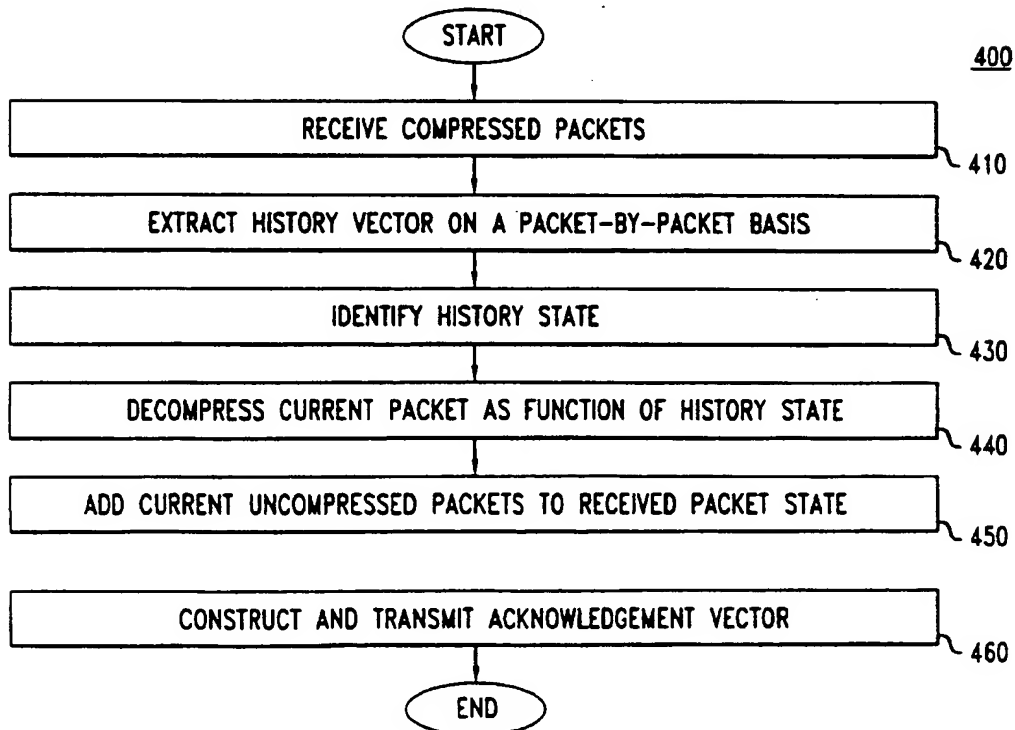 START
400
RECEIVE COMPRESSED PACKETS
410
EXTRACT HISTORY VECTOR ON A PACKET-BY-PACKET BASIS
420
IDENTIFY HISTORY STATE
430
DECOMPRESS CURRENT PACKET AS FUNCTION OF HISTORY STATE
440
ADD CURRENT UNCOMPRESSED PACKETS TO RECEIVED PACKET STATE
450
CONSTRUCT AND TRANSMIT ACKNOWLEDGEMENT VECTOR
460
END